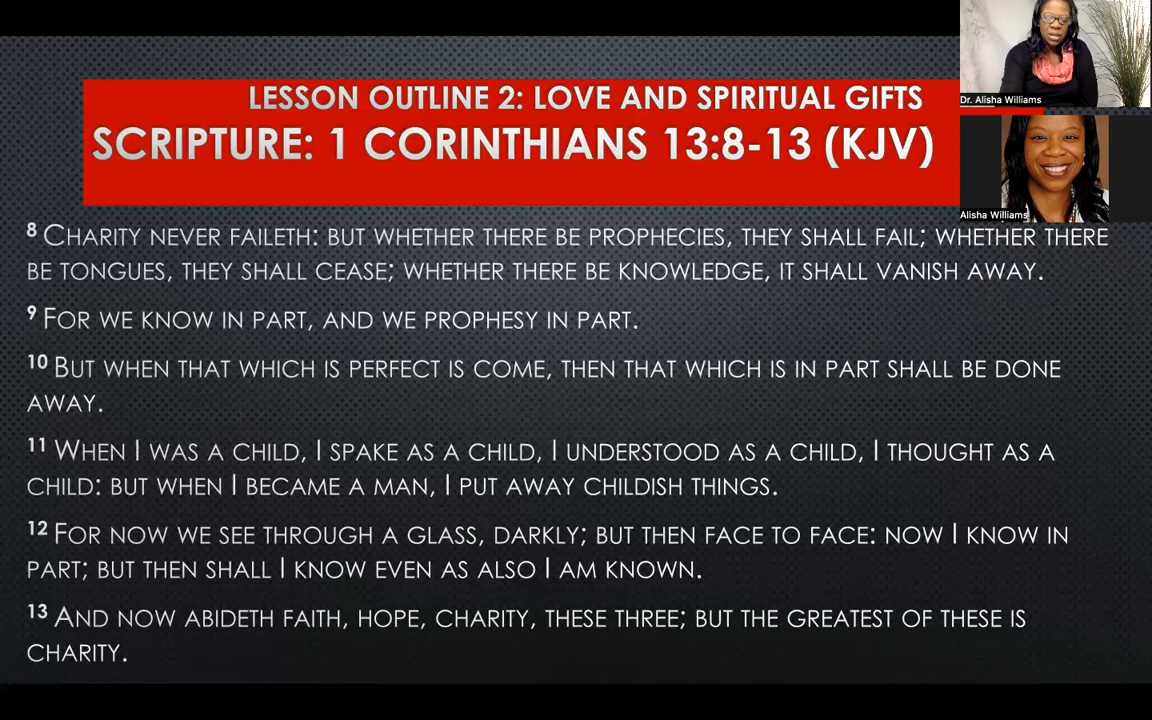 LESSON OUTLINE 2: LOVE AND SPIRITUAL GIFTS
SCRIPTURE: 1 CORINTHIANS 13:8-13 (KJV)
Dr. Alisha Williams
Alisha Williams
8 CHARITY NEVER FAILETH: BUT WHETHER THERE BE PROPHECIES, THEY SHALL FAIL; WHETHER THERE
BE TONGUES, THEY SHALL CEASE; WHETHER THERE BE KNOWLEDGE, IT SHALL VANISH AWAY.
9 FOR WE KNOW IN PART, AND WE PROPHESY IN PART.
10 BUT WHEN THAT WHICH IS PERFECT IS COME, THEN THAT WHICH IS IN PART SHALL BE DONE
AWAY.
11 WHEN I WAS A CHILD, I SPAKE AS A CHILD, I UNDERSTOOD AS A CHILD, I THOUGHT AS A
CHILD: BUT WHEN I BECAME A MAN, I PUT AWAY CHILDISH THINGS.
12 FOR NOW WE SEE THROUGH A GLASS, DARKLY; BUT THEN FACE TO FACE: NOW I KNOW IN
PART; BUT THEN SHALL I KNOW EVEN AS ALSO I AM KNOWN.
13 AND NOW ABIDETH FAITH, HOPE, CHARITY, THESE THREE; BUT THE GREATEST OF THESE IS
CHARITY.